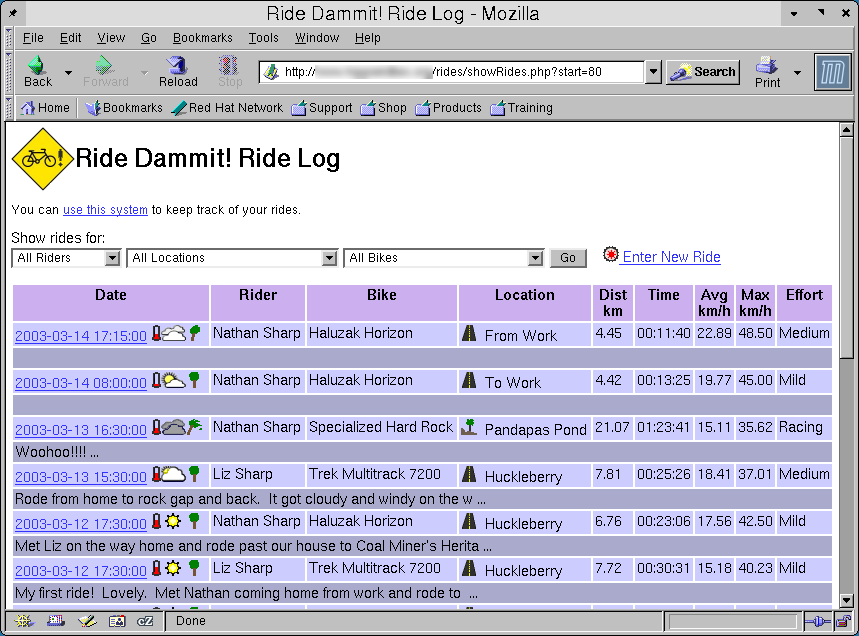 Ride Dammit! Ride Log - Mozilla
File Edit View Go Bookmarks Tools Window Help
Back Forward Reload Stop http:// /rides/showRides.php?start=80 Search Print
Home Bookmarks Red Hat Network Support Shop Products Training
Ride Dammit! Ride Log
You can use this system to keep track of your rides.
Show rides for:
All Riders All Locations All Bikes Go Enter New Ride
Date Rider Bike Location Dist km Time Avg km/h Max km/h Effort
2003-03-14 17:15:00 Nathan Sharp Haluzak Horizon From Work 4.45 00:11:40 22.89 48.50 Medium
2003-03-14 08:00:00 Nathan Sharp Haluzak Horizon To Work 4.42 00:13:25 19.77 45.00 Mild
2003-03-13 16:30:00 Nathan Sharp Specialized Hard Rock Pandapas Pond 21.07 01:23:41 15.11 35.62 Racing
Woohoo!!!! ...
2003-03-13 15:30:00 Liz Sharp Trek Multitrack 7200 Huckleberry 7.81 00:25:26 18.41 37.01 Medium
Rode from home to rock gap and back. It got cloudy and windy on the w ...
2003-03-12 17:30:00 Nathan Sharp Haluzak Horizon Huckleberry 6.76 00:23:06 17.56 42.50 Mild
Met Liz on the way home and rode past our house to Coal Miner's Herita ...
2003-03-12 17:30:00 Liz Sharp Trek Multitrack 7200 Huckleberry 7.72 00:30:31 15.18 40.23 Mild
My first ride! Lovely. Met Nathan coming home from work and rode to ...
Done